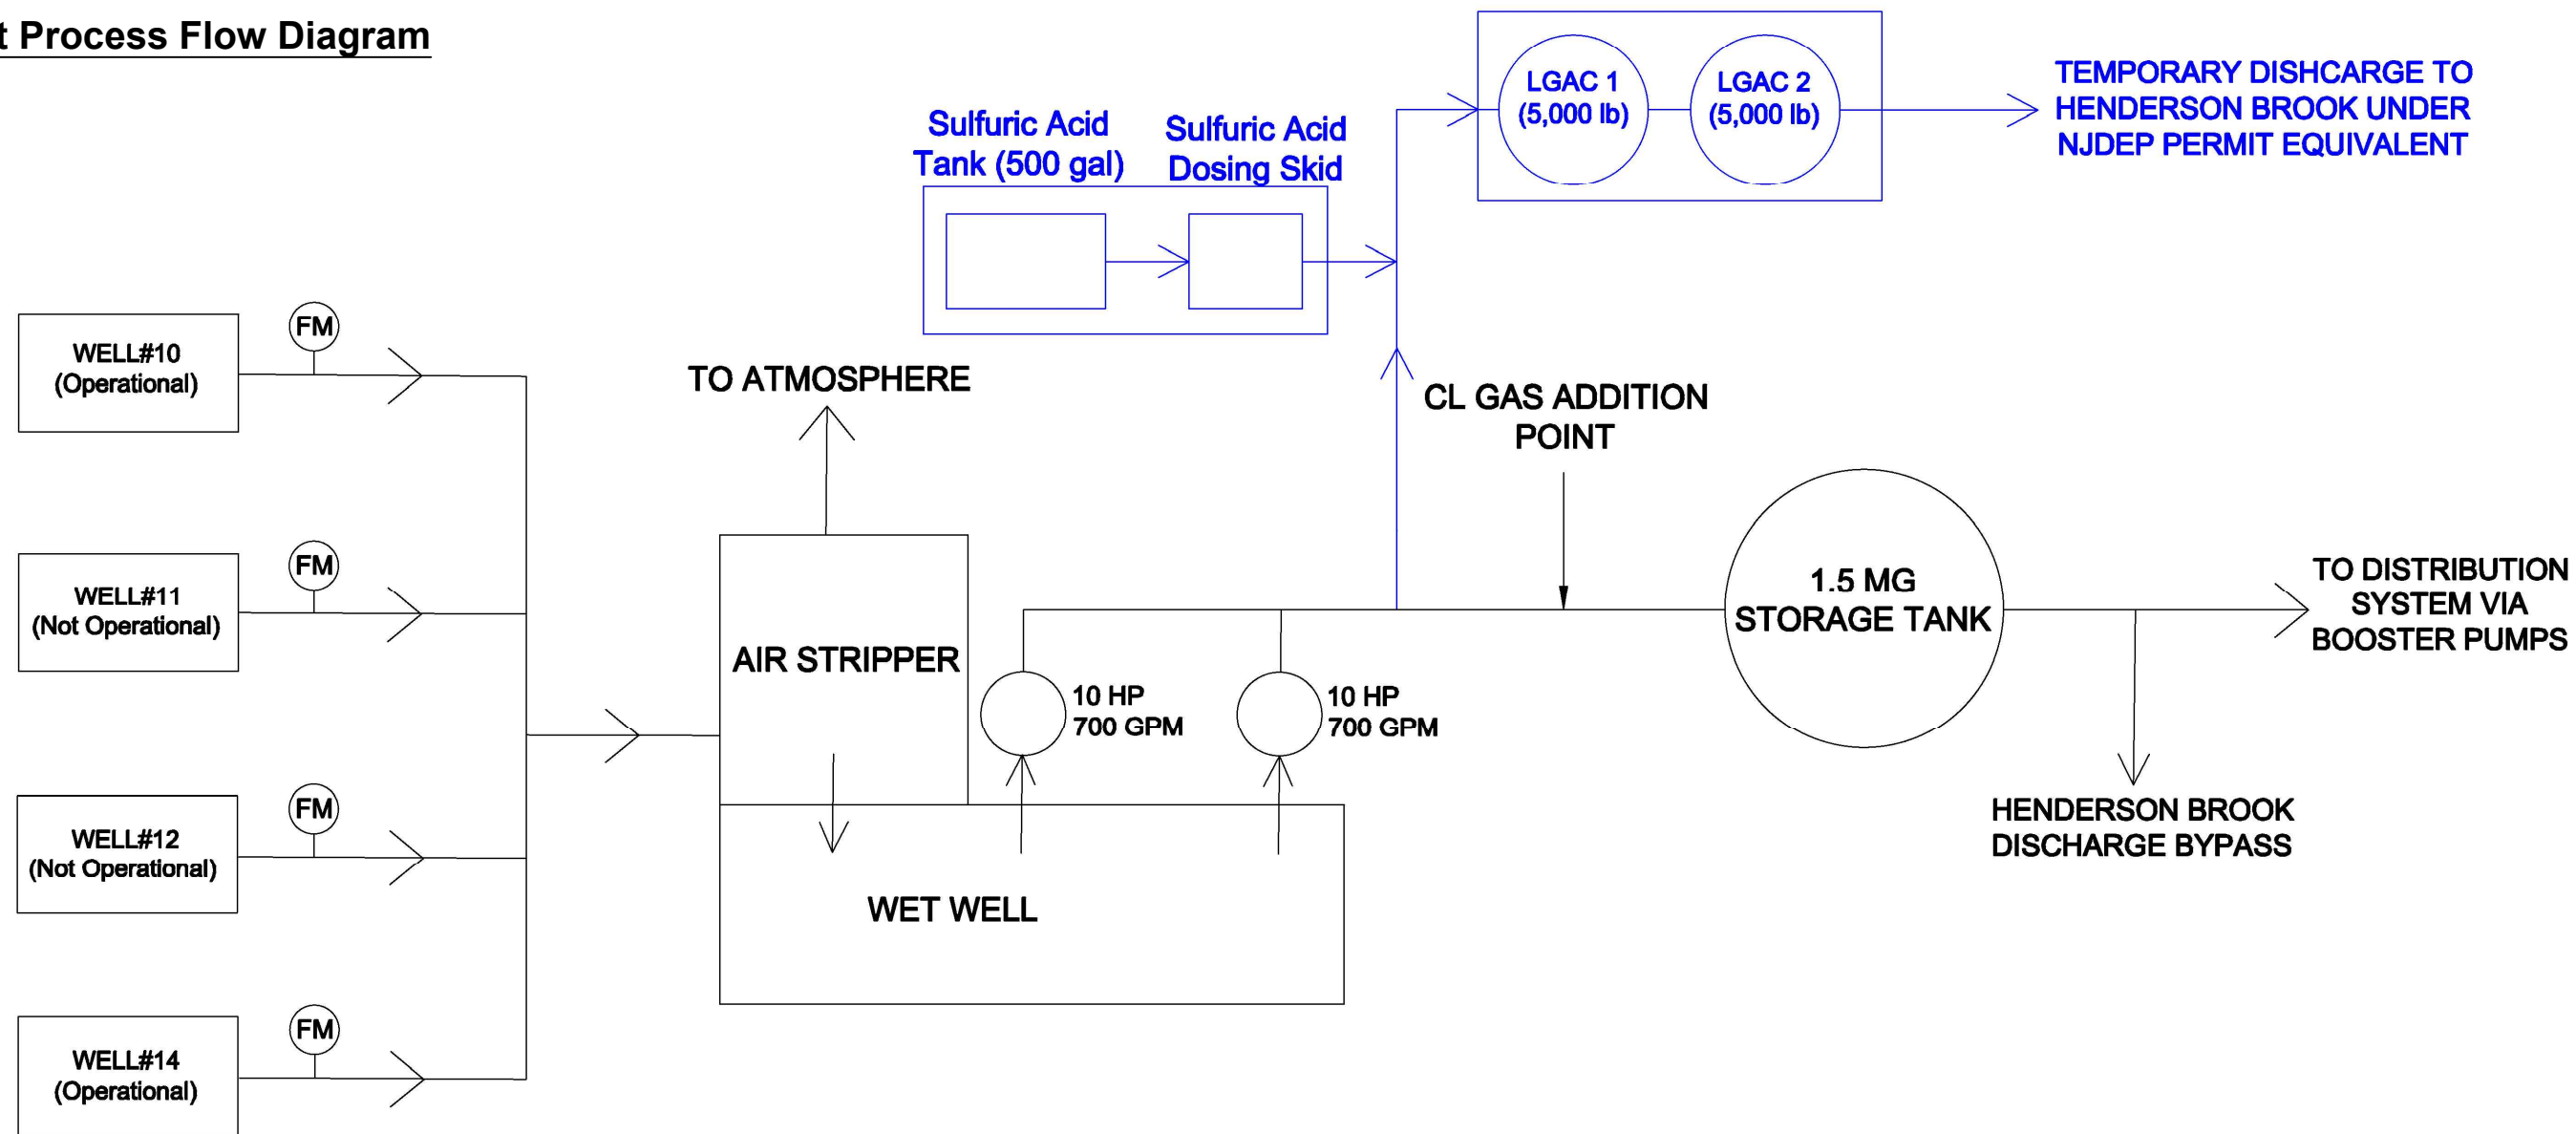 t Process Flow Diagram
LGAC 1
(5,000 lb)
LGAC 2
(5,000 lb)
TEMPORARY DISHCARGE TO
HENDERSON BROOK UNDER
NJDEP PERMIT EQUIVALENT
Sulfuric Acid
Tank (500 gal)
Sulfuric Acid
Dosing Skid
WELL#10
(Operational)
FM
TO ATMOSPHERE
CL GAS ADDITION
POINT
WELL#11
(Not Operational)
FM
AIR STRIPPER
10 HP
700 GPM
10 HP
700 GPM
1.5 MG
STORAGE TANK
TO DISTRIBUTION
SYSTEM VIA
BOOSTER PUMPS
WELL#12
(Not Operational)
FM
WET WELL
HENDERSON BROOK
DISCHARGE BYPASS
WELL#14
(Operational)
FM